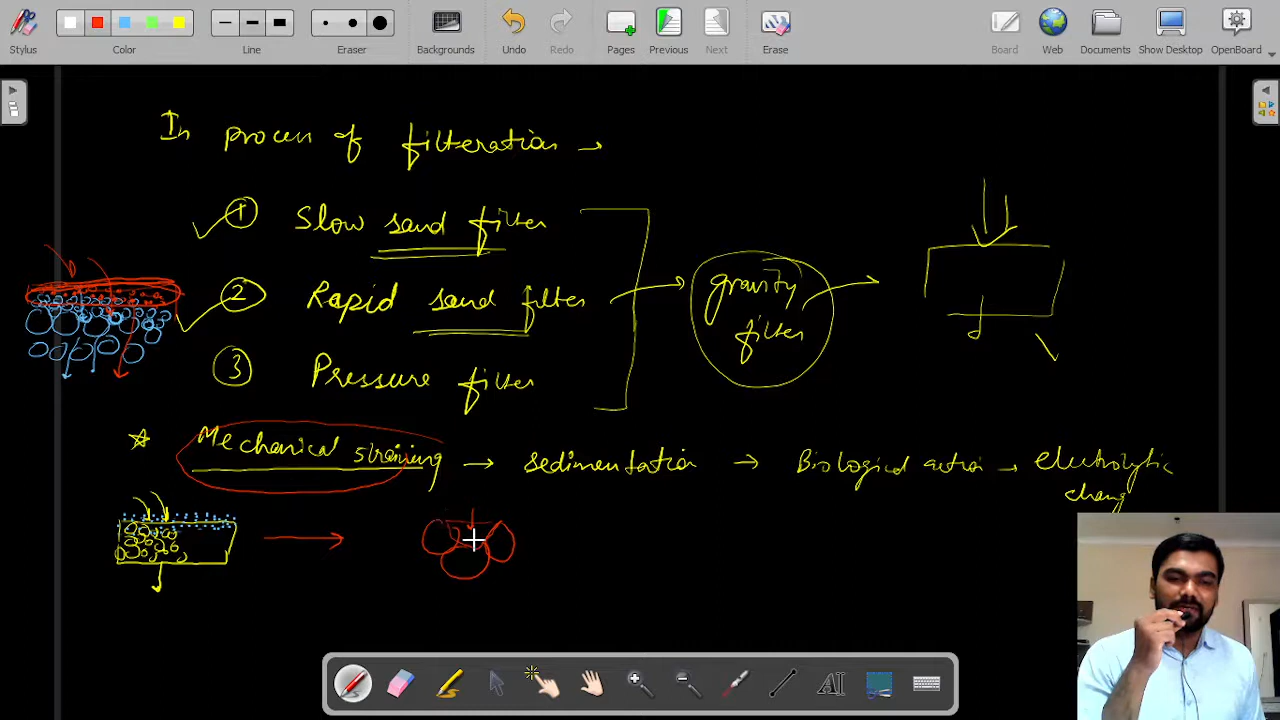 Stylus
Color
Line
Eraser
Backgrounds
Undo
Redo
Pages
Previous
Next
Erase
Board
Web
Documents
Show Desktop
OpenBoard
In process of filteration →
① Slow sand filter
② Rapid sand filter
③ Pressure filter
gravity
filter
Mechanical straining → Sedimentation → Biological action → electrolytic
change
AI